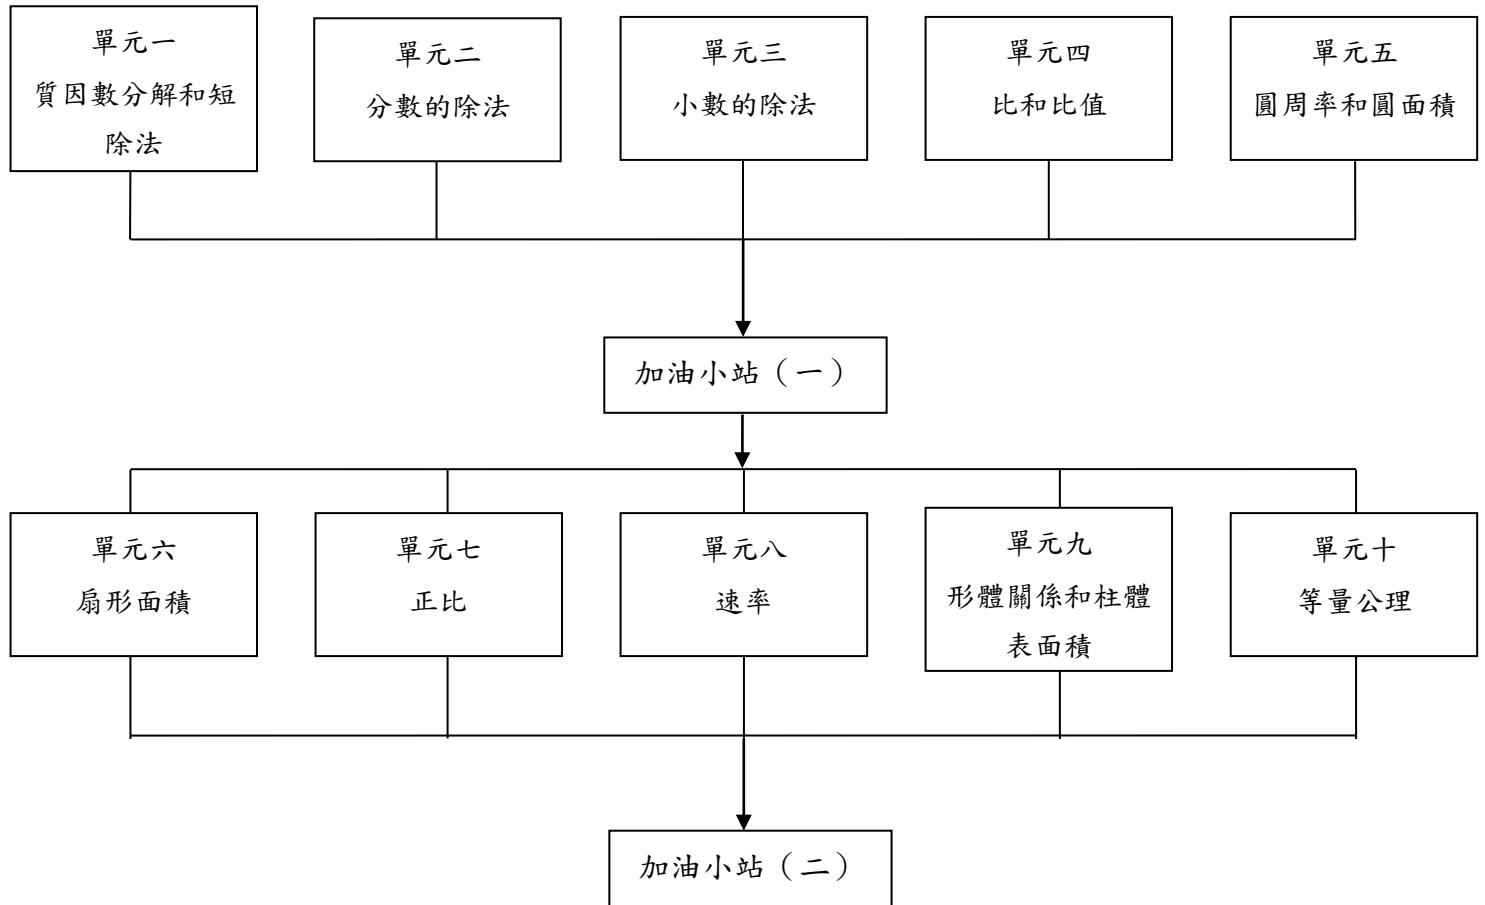 單元一
質因數分解和短
除法
單元二
分數的除法
單元三
小數的除法
單元四
比和比值
單元五
圓周率和圓面積
加油小站（一）
單元六
扇形面積
單元七
正比
單元八
速率
單元九
形體關係和柱體
表面積
單元十
等量公理
加油小站（二）